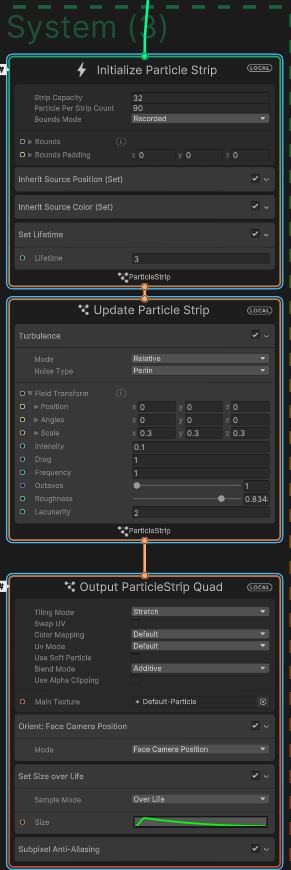 System (3)
Initialize Particle Strip LOCAL
Strip Capacity 32
Particle Per Strip Count 90
Bounds Mode Recorded
Bounds L
Bounds Padding x 0 y 0 z 0
Inherit Source Position (Set)
Inherit Source Color (Set)
Set Lifetime
Lifetime 3
ParticleStrip
Update Particle Strip LOCAL
Turbulence
Mode Relative
Noise Type Perlin
Field Transform L
Position x 0 y 0 z 0
Angles x 0 y 0 z 0
Scale x 0.3 y 0.3 z 0.3
Intensity 0.1
Drag 1
Frequency 1
Octaves 1
Roughness 0.834
Lacunarity 2
ParticleStrip
Output ParticleStrip Quad LOCAL
Tiling Mode Stretch
Swap UV
Color Mapping Default
Uv Mode Default
Use Soft Particle
Blend Mode Additive
Use Alpha Clipping
Main Texture Default-Particle
Orient: Face Camera Position
Mode Face Camera Position
Set Size over Life
Sample Mode Over Life
Size
Subpixel Anti-Aliasing